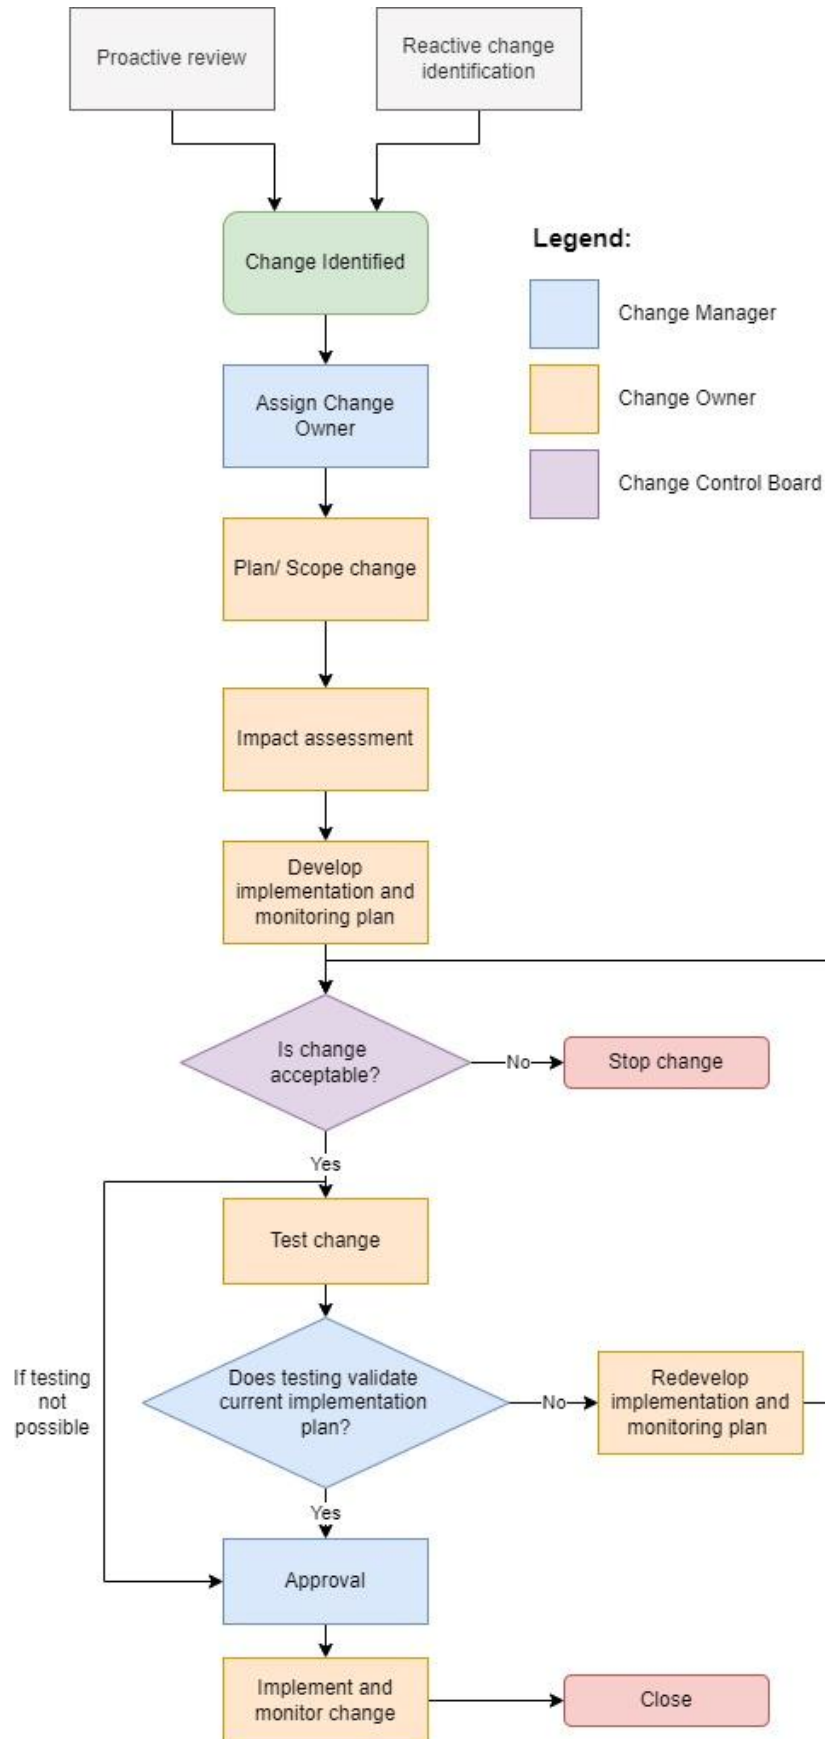 Proactive review
Reactive change
identification
Change Identified
Legend:
Change Manager
Assign Change
Owner
Change Owner
Change Control Board
Plan/ Scope change
Impact assessment
Develop
implementation and
monitoring plan
Is change
acceptable?
No
Stop change
Yes
Test change
If testing
not
possible
Does testing validate
current implementation
plan?
No
Redevelop
implementation and
monitoring plan
Yes
Approval
Implement and
monitor change
Close